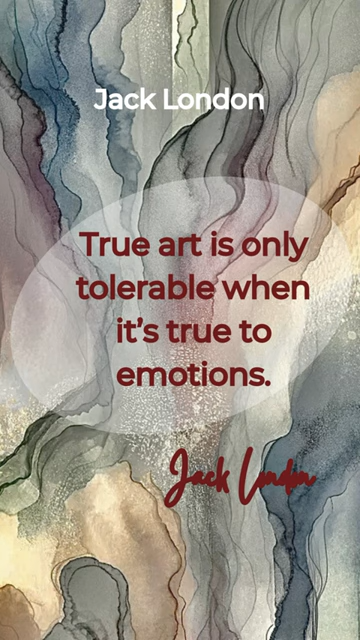 Jack London
True art is only
tolerable when
it's true to
emotions.
Jack London